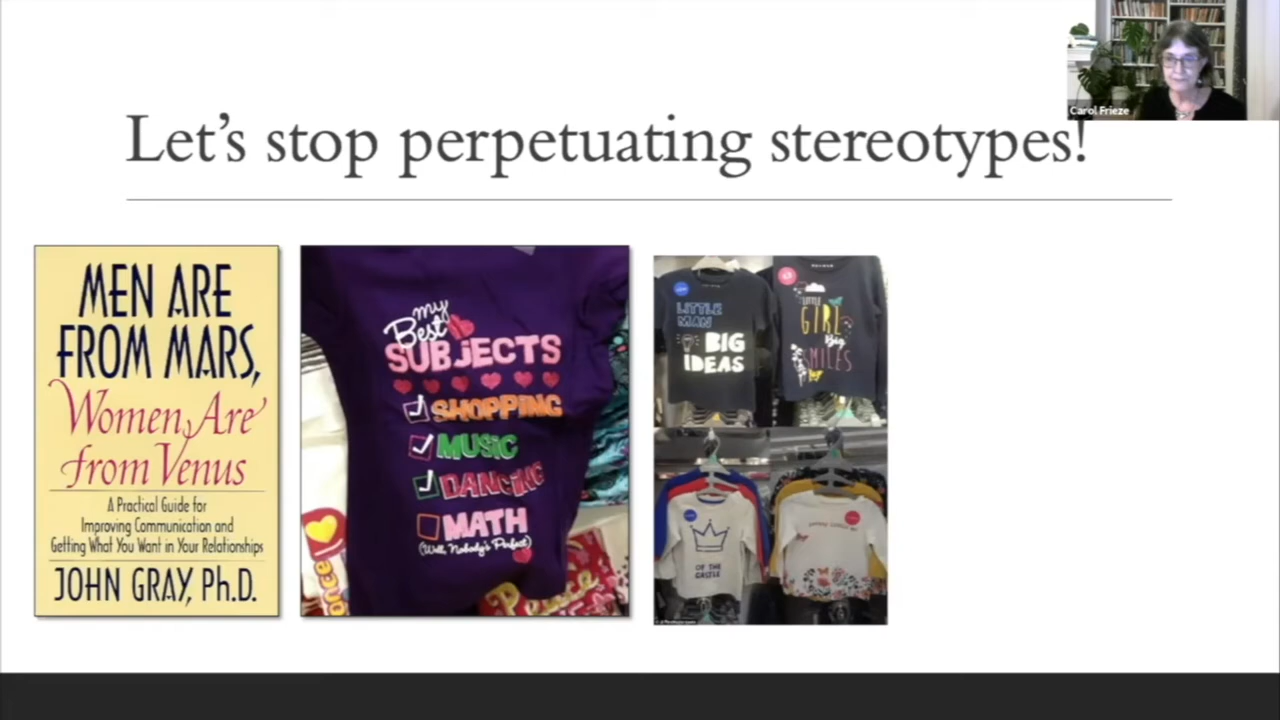 Carol Frieze
Let's stop perpetuating stereotypes!
MEN ARE
FROM MARS,
Women Are
from Venus
A Practical Guide for
Improving Communication and
Getting What You Want in Your Relationships
JOHN GRAY, Ph.D.
my
Best
SUBJECTS
SHOPPING
MUSIC
DANCING
MATH
(Well, Nobody's Perfect)
Peace
LITTLE
MAN
BIG
IDEAS
LITTLE
GIRL
Big
SMILES
OF THE
CASTLE